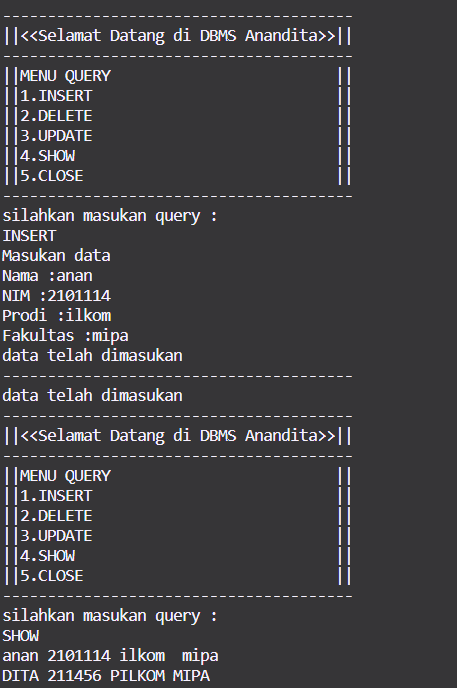 ---------------------------------------
||<<Selamat Datang di DBMS Anandita>>||
---------------------------------------
||MENU QUERY                         ||
||1.INSERT                           ||
||2.DELETE                           ||
||3.UPDATE                           ||
||4.SHOW                             ||
||5.CLOSE                            ||
---------------------------------------
silahkan masukan query :
INSERT
Masukan data
Nama :anan
NIM :2101114
Prodi :ilkom
Fakultas :mipa
data telah dimasukan
---------------------------------------
data telah dimasukan
---------------------------------------
||<<Selamat Datang di DBMS Anandita>>||
---------------------------------------
||MENU QUERY                         ||
||1.INSERT                           ||
||2.DELETE                           ||
||3.UPDATE                           ||
||4.SHOW                             ||
||5.CLOSE                            ||
---------------------------------------
silahkan masukan query :
SHOW
anan 2101114 ilkom  mipa
DITA 211456 PILKOM MIPA